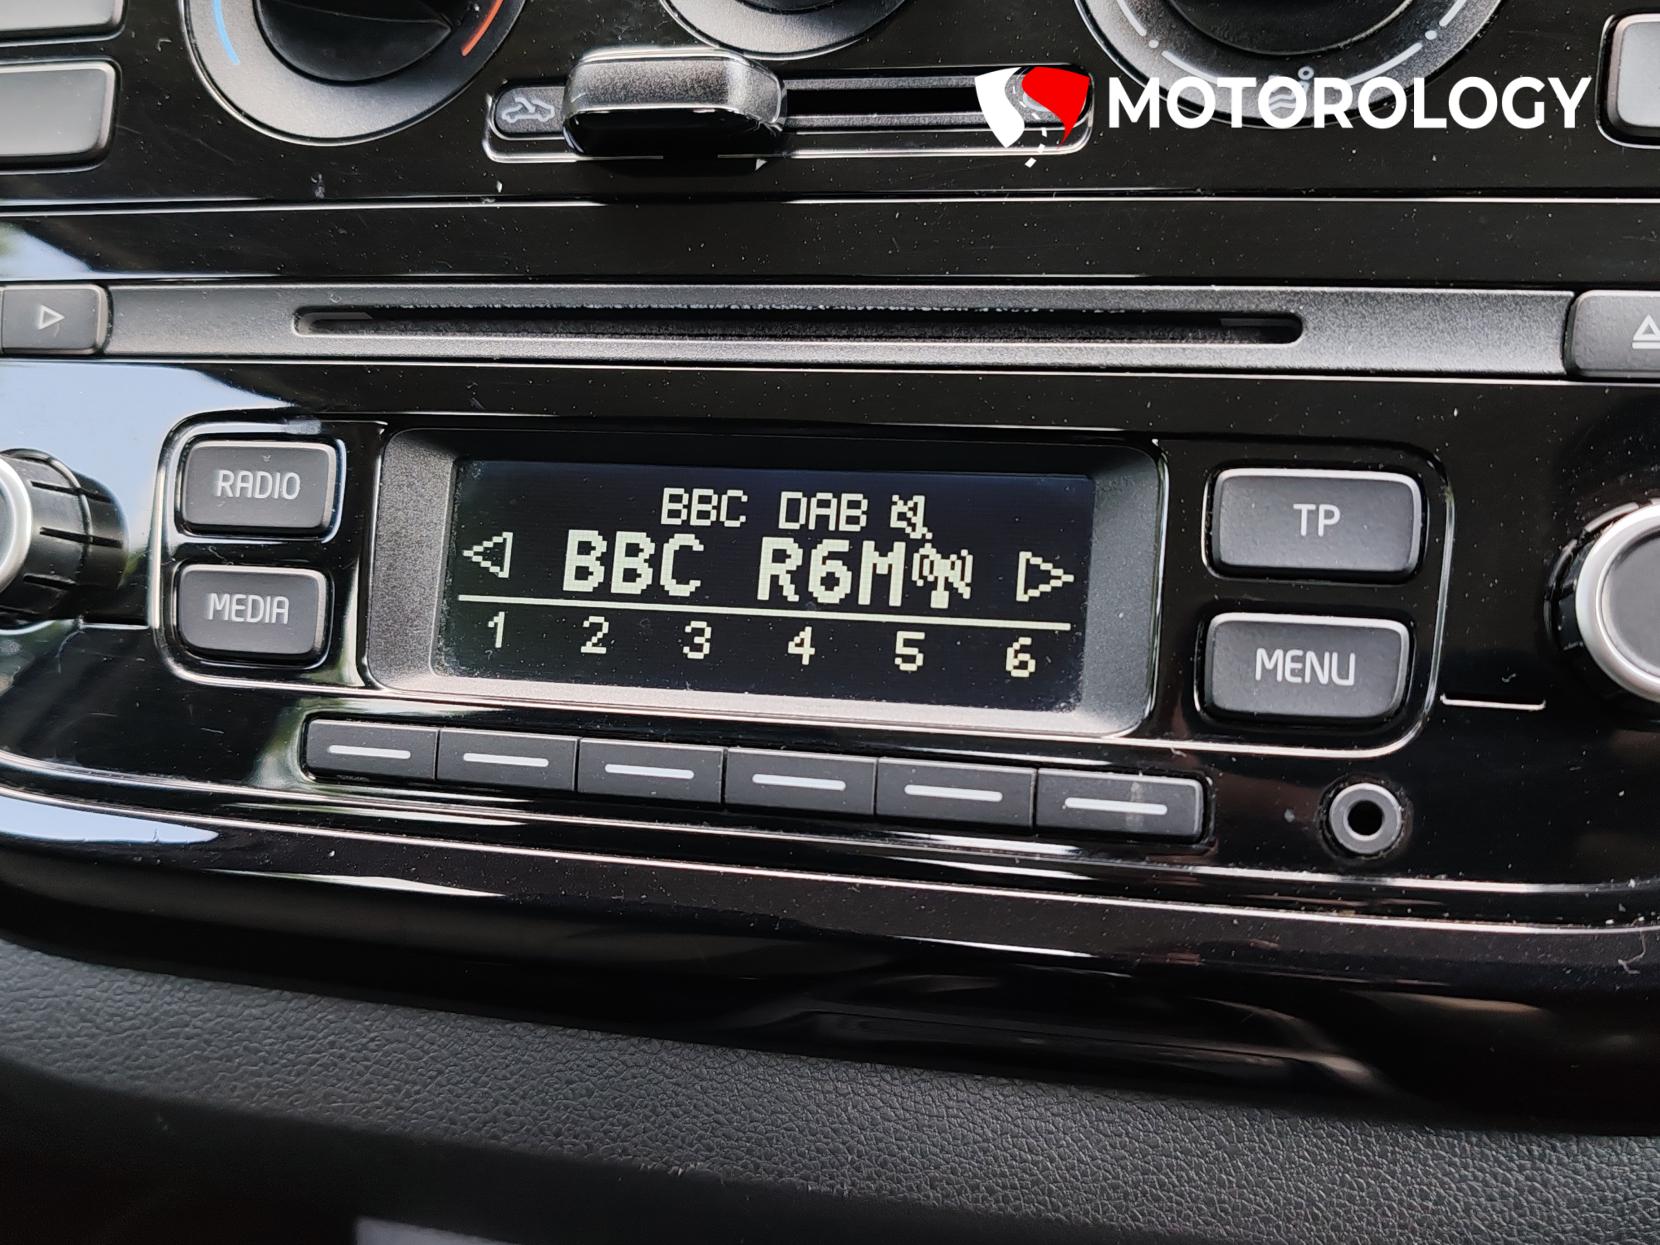 MOTOROLOGY
RADIO
MEDIA
BBC DAB
BBC R6M
1 2 3 4 5 6
TP
MENU